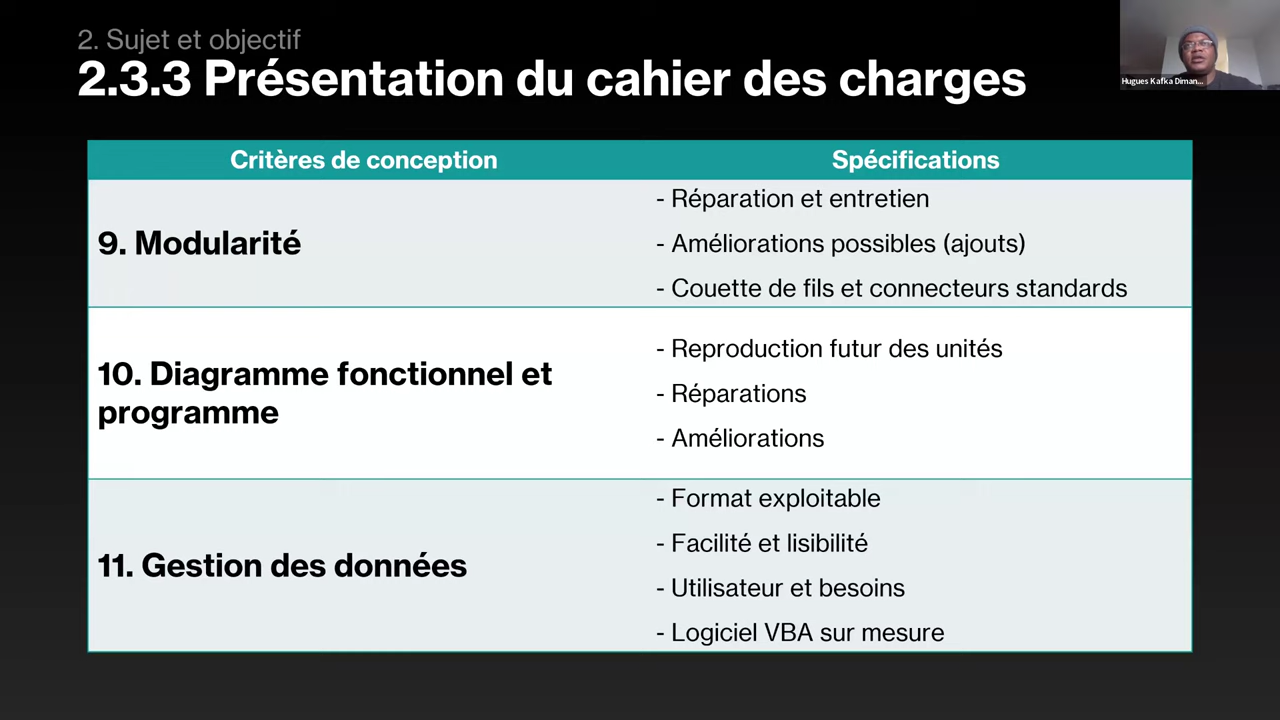 2. Sujet et objectif
2.3.3 Présentation du cahier des charges
Hugues Kafka Diman...
Critères de conception
Spécifications
9. Modularité
- Réparation et entretien
- Améliorations possibles (ajouts)
- Couette de fils et connecteurs standards
10. Diagramme fonctionnel et
programme
- Reproduction futur des unités
- Réparations
- Améliorations
11. Gestion des données
- Format exploitable
- Facilité et lisibilité
- Utilisateur et besoins
- Logiciel VBA sur mesure